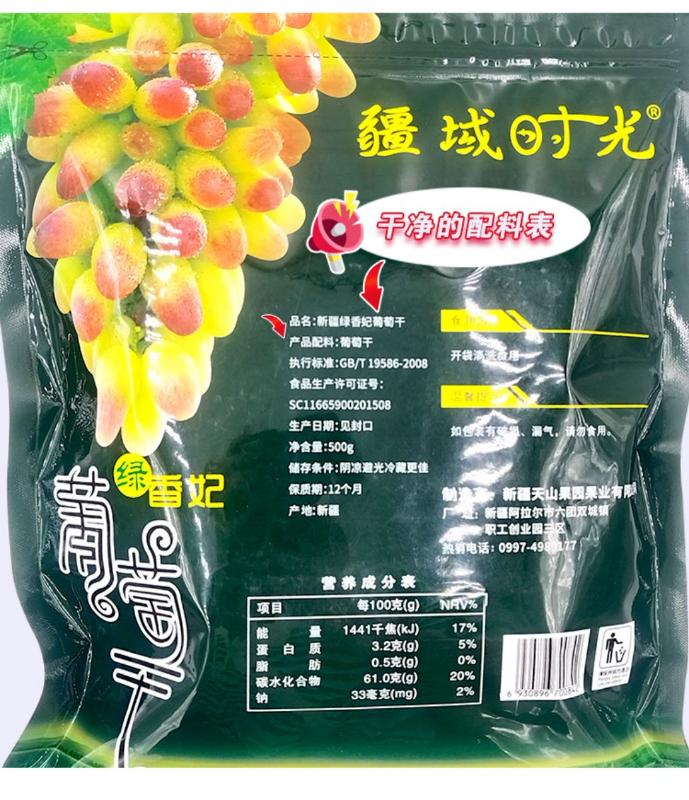 疆域时光®
干净的配料表
品名:新疆绿香妃葡萄干
产品配料:葡萄干
执行标准:GB/T 19586-2008
食品生产许可证号:
SC11665900201508
生产日期:见封口
净含量:500g
储存条件:阴凉避光冷藏更佳
保质期:12个月
产地:新疆
开袋清洗食用
温馨
如包装有破损、漏气,请勿食用。
新疆天山果园果业有限
新疆阿拉尔市六团双城镇
职工创业园三区
热销电话:0997-4989177
绿香妃
葡萄干
营养成分表
项目 每100克(g) NRV%
能量 1441千焦(kJ) 17%
蛋白质 3.2克(g) 5%
脂肪 0.5克(g) 0%
碳水化合物 61.0克(g) 20%
钠 33毫克(mg) 2%